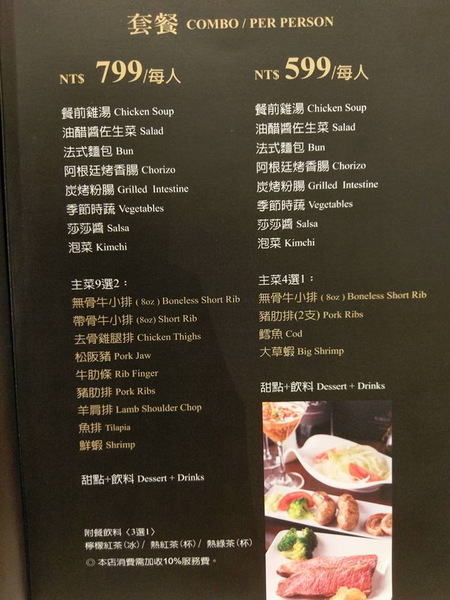 套餐 COMBO / PER PERSON
NT$ 799/每人
餐前雞湯 Chicken Soup
油醋醬佐生菜 Salad
法式麵包 Bun
阿根廷烤香腸 Chorizo
炭烤粉腸 Grilled Intestine
季節時蔬 Vegetables
莎莎醬 Salsa
泡菜 Kimchi
主菜9選2：
無骨牛小排 ( 8oz ) Boneless Short Rib
帶骨牛小排 (8oz) Short Rib
去骨雞腿排 Chicken Thighs
松阪豬 Pork Jaw
牛肋條 Rib Finger
豬肋排 Pork Ribs
羊肩排 Lamb Shoulder Chop
魚排 Tilapia
鮮蝦 Shrimp
甜點+飲料 Dessert + Drinks
附餐飲料〈3選1〉
檸檬紅茶(冰) / 熱紅茶(杯) / 熱綠茶(杯)
◎ 本店消費需加收10%服務費。
NT$ 599/每人
餐前雞湯 Chicken Soup
油醋醬佐生菜 Salad
法式麵包 Bun
阿根廷烤香腸 Chorizo
炭烤粉腸 Grilled Intestine
季節時蔬 Vegetables
莎莎醬 Salsa
泡菜 Kimchi
主菜4選1：
無骨牛小排 ( 8oz ) Boneless Short Rib
豬肋排(2支) Pork Ribs
鱈魚 Cod
大草蝦 Big Shrimp
甜點+飲料 Dessert + Drinks